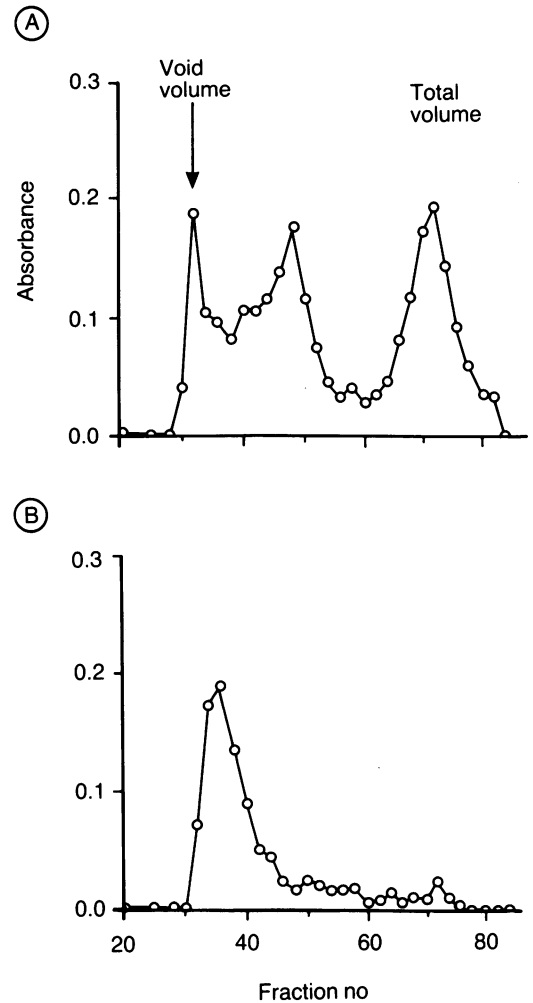 A
Void
volume
Total
volume
0.3
0.2
0.1
0.0
Absorbance
B
0.3
0.2
0.1
0.0
20 40 60 80
Fraction no